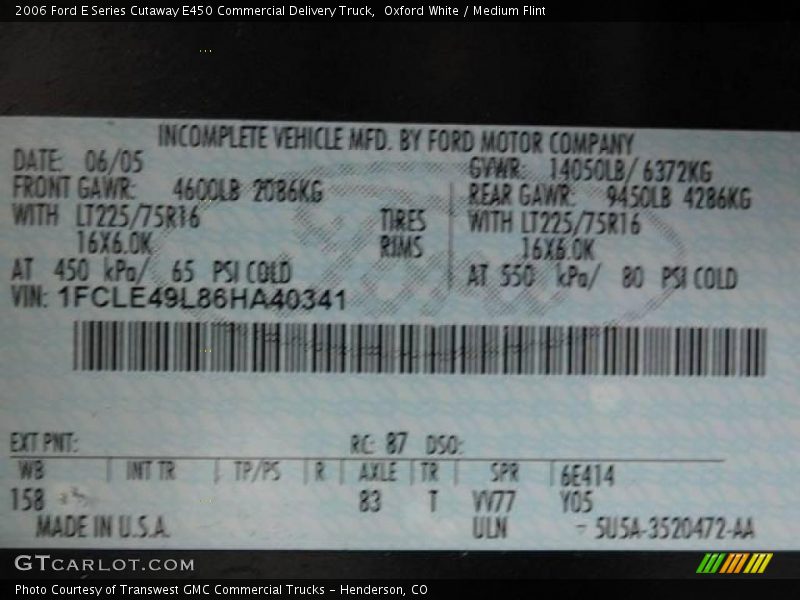 2006 Ford E Series Cutaway E450 Commercial Delivery Truck,  Oxford White / Medium Flint
INCOMPLETE VEHICLE MFD. BY FORD MOTOR COMPANY
DATE: 06/05 GVWR: 14050LB/ 6372KG
FRONT GAWR: 4600LB 2086KG REAR GAWR: 9450LB 4286KG
WITH LT225/75R16 TIRES WITH LT225/75R16
16X6.0K RIMS 16X6.0K
AT 450 kPa/ 65 PSI COLD AT 550 kPa/ 80 PSI COLD
VIN: 1FCLE49L86HA40341
EXT PNT: RC: 87 DSO:
WB INT TR TP/PS R AXLE TR SPR 6E414
158 83 T VV77 Y05
MADE IN U.S.A. ULN 5U5A-3520472-AA
GTCARLOT.COM
Photo Courtesy of Transwest GMC Commercial Trucks - Henderson, CO